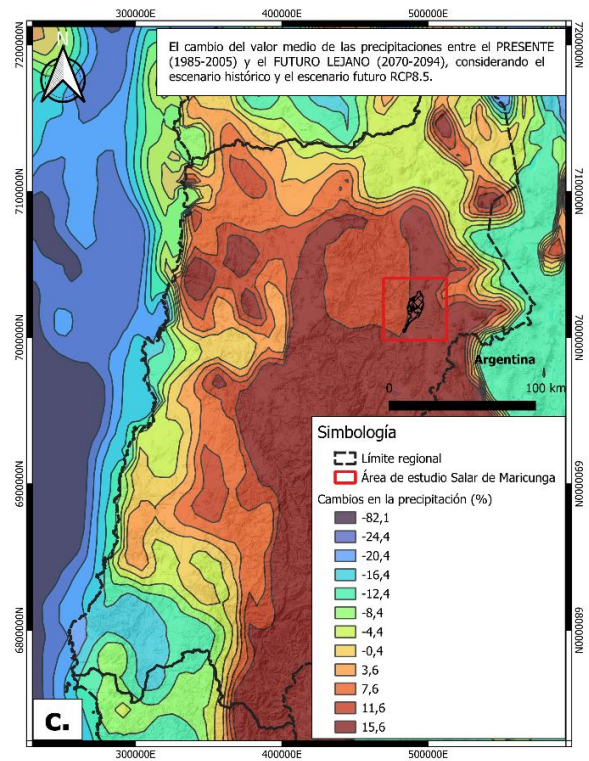 300000E 400000E 500000E
7200000N 7200000N
El cambio del valor medio de las precipitaciones entre el PRESENTE
(1985-2005) y el FUTURO LEJANO (2070-2094), considerando el
escenario histórico y el escenario futuro RCP8.5.
N
7100000N 7100000N
7000000N 7000000N
Argentina
0 100 km
Simbología
Límite regional
Área de estudio Salar de Maricunga
Cambios en la precipitación (%)
-82,1
-24,4
-20,4
-16,4
-12,4
-8,4
-4,4
-0,4
3,6
7,6
11,6
15,6
6900000N 6900000N
6800000N 6800000N
c.
300000E 400000E 500000E